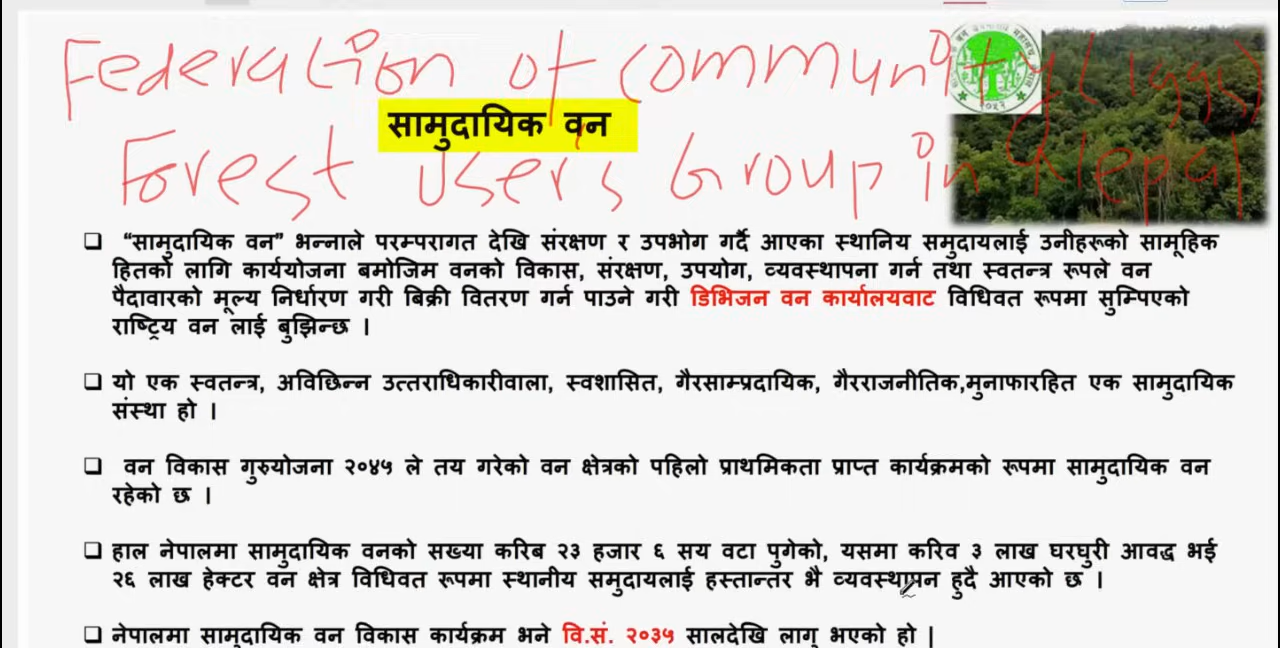 Federation of Community (1995)
सामुदायिक वन
Forest Users Group in Nepal
२०५२
❑ “सामुदायिक वन” भन्नाले परम्परागत देखि संरक्षण र उपभोग गर्दै आएका स्थानिय समुदायलाई उनीहरूको सामूहिक
हितको लागि कार्ययोजना बमोजिम वनको विकास, संरक्षण, उपयोग, व्यवस्थापना गर्न तथा स्वतन्त्र रूपले वन
पैदावारको मूल्य निर्धारण गरी बिक्री वितरण गर्न पाउने गरी डिभिजन वन कार्यालयवाट विधिवत रूपमा सुम्पिएको
राष्ट्रिय वन लाई बुझिन्छ ।
❑ यो एक स्वतन्त्र, अविछिन्न उत्तराधिकारीवाला, स्वशासित, गैरसाम्प्रदायिक, गैरराजनीतिक,मुनाफारहित एक सामुदायिक
संस्था हो ।
❑ वन विकास गुरुयोजना २०४५ ले तय गरेको वन क्षेत्रको पहिलो प्राथमिकता प्राप्त कार्यक्रमको रूपमा सामुदायिक वन
रहेको छ ।
❑ हाल नेपालमा सामुदायिक वनको सख्या करिब २३ हजार ६ सय वटा पुगेको, यसमा करिव ३ लाख घरघुरी आवद्ध भई
२६ लाख हेक्टर वन क्षेत्र विधिवत रूपमा स्थानीय समुदायलाई हस्तान्तर भै व्यवस्थापन हुदै आएको छ ।
❑ नेपालमा सामुदायिक वन विकास कार्यक्रम भने वि.सं. २०३५ सालदेखि लागु भएको हो |